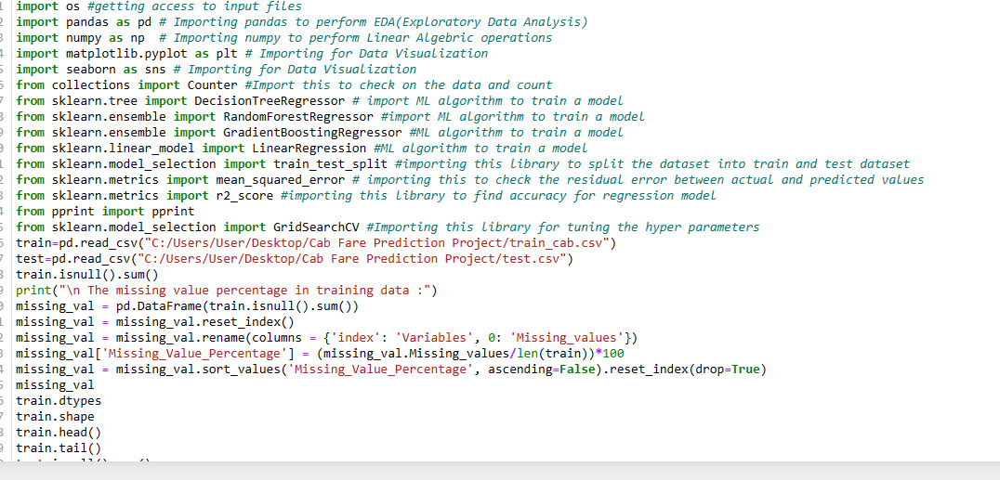 import os #getting access to input files
import pandas as pd # Importing pandas to perform EDA(Exploratory Data Analysis)
import numpy as np  # Importing numpy to perform Linear Algebric operations
import matplotlib.pyplot as plt # Importing for Data Visualization
import seaborn as sns # Importing for Data Visualization
from collections import Counter #Import this to check on the data and count
from sklearn.tree import DecisionTreeRegressor # import ML algorithm to train a model
from sklearn.ensemble import RandomForestRegressor #import ML algorithm to train a model
from sklearn.ensemble import GradientBoostingRegressor #ML algorithm to train a model
from sklearn.linear_model import LinearRegression #ML algorithm to train a model
from sklearn.model_selection import train_test_split #importing this library to split the dataset into train and test dataset
from sklearn.metrics import mean_squared_error # importing this to check the residual error between actual and predicted values
from sklearn.metrics import r2_score #importing this library to find accuracy for regression model
from pprint import pprint
from sklearn.model_selection import GridSearchCV #Importing this library for tuning the hyper parameters
train=pd.read_csv("C:/Users/User/Desktop/Cab Fare Prediction Project/train_cab.csv")
test=pd.read_csv("C:/Users/User/Desktop/Cab Fare Prediction Project/test.csv")
train.isnull().sum()
print("\n The missing value percentage in training data :")
missing_val = pd.DataFrame(train.isnull().sum())
missing_val = missing_val.reset_index()
missing_val = missing_val.rename(columns = {'index': 'Variables', 0: 'Missing_values'})
missing_val['Missing_Value_Percentage'] = (missing_val.Missing_values/len(train))*100
missing_val = missing_val.sort_values('Missing_Value_Percentage', ascending=False).reset_index(drop=True)
missing_val
train.dtypes
train.shape
train.head()
train.tail()